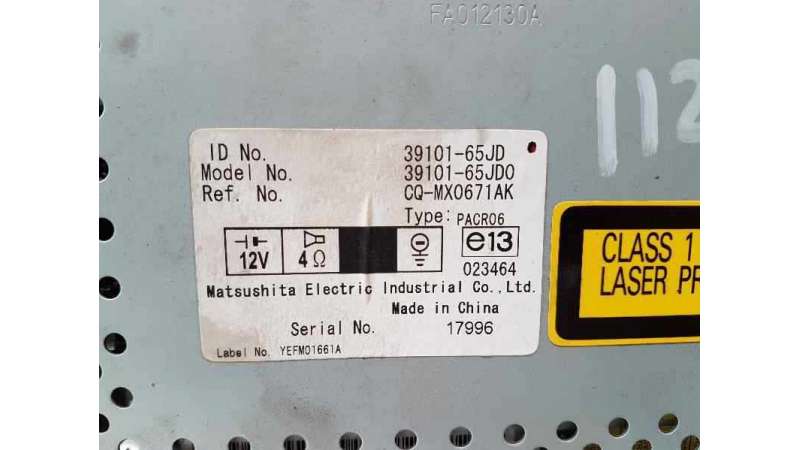 FA012130A
112
ID No. 39101-65JD
Model No. 39101-65JD0
Ref. No. CQ-MX0671AK
Type: PACR06
12V 4Ω e13
023464
Matsushita Electric Industrial Co., Ltd.
Made in China
Serial No. 17996
Label No. YEFM01661A
CLASS 1
LASER PR